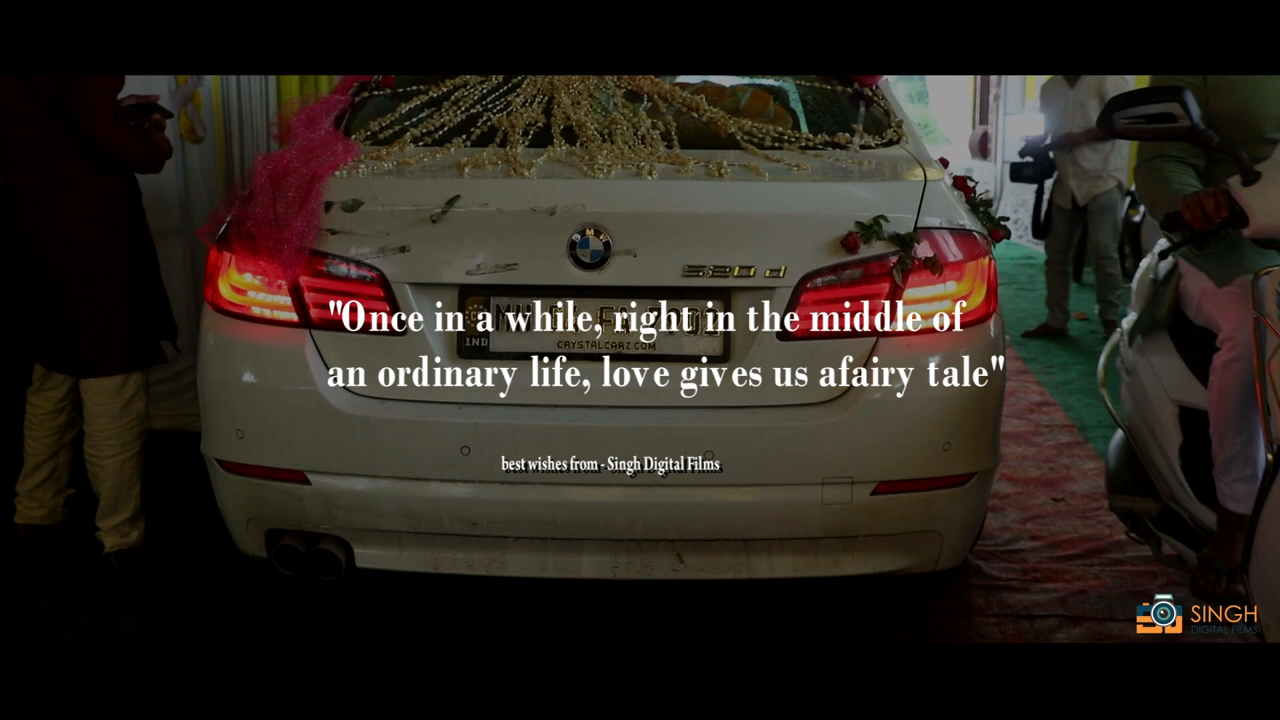 BMW
520 d
"Once in a while, right in the middle of
IND
CRYSTALCARZ.COM
an ordinary life, love gives us afairy tale"
best wishes from - Singh Digital Films
SINGH
DIGITAL FILMS